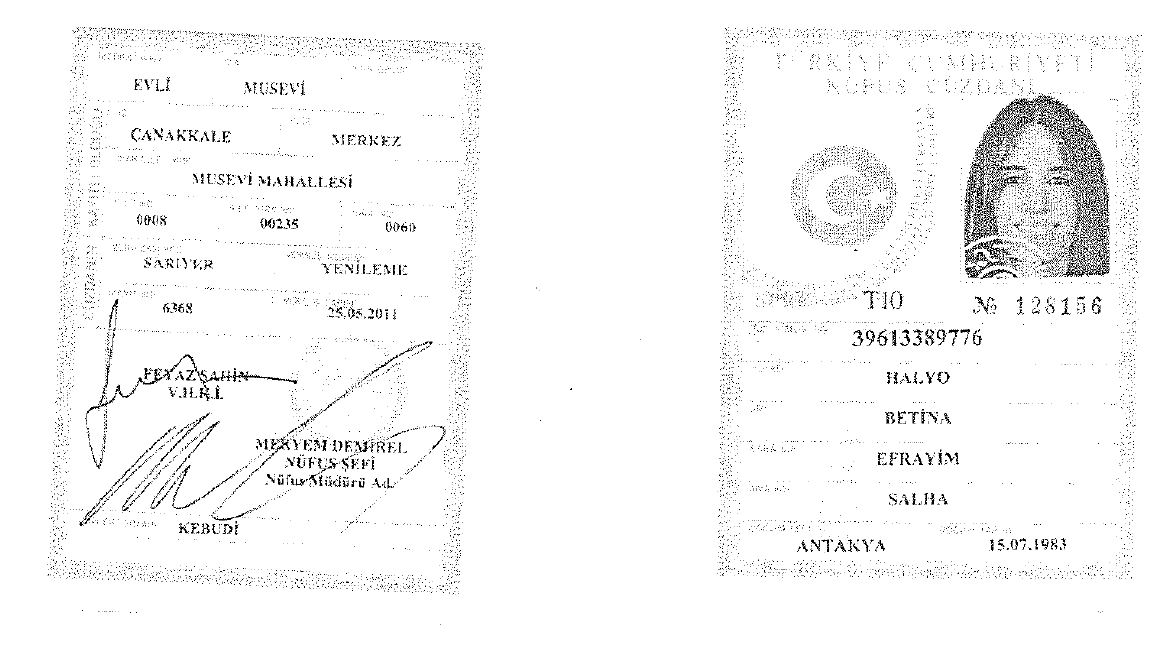 EVLİ MUSEVİ
ÇANAKKALE MERKEZ
MUSEVİ MAHALLESİ
0008 00235 0060
SARIYER YENİLEME
6368 25.05.2011
FEYAZ ŞAHİN
V.H.K.İ.
MERYEM DEMİREL
NÜFUS ŞEFİ
Nüfus Müdürü Ad.
KEBUDİ
TÜRKİYE CUMHURİYETİ
NÜFUS CÜZDANI
T10 № 128156
39613389776
HALYO
BETİNA
EFRAYİM
SALHA
ANTAKYA 15.07.1983